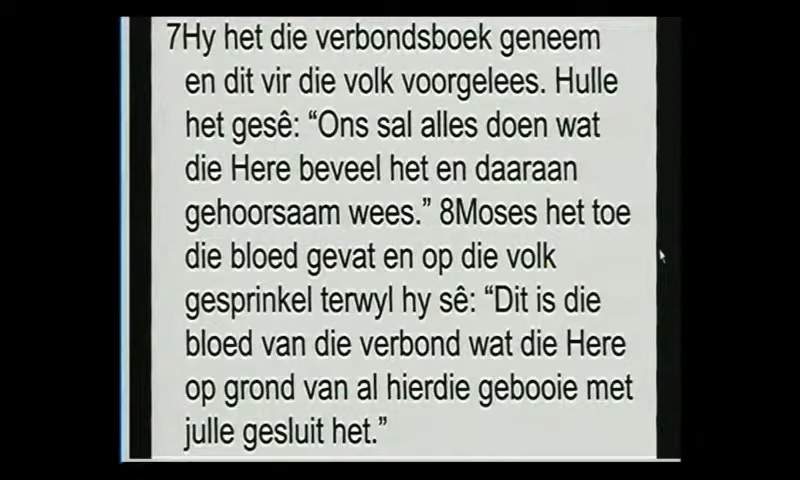 7Hy het die verbondsboek geneem
en dit vir die volk voorgelees. Hulle
het gesê: “Ons sal alles doen wat
die Here beveel het en daaraan
gehoorsaam wees.” 8Moses het toe
die bloed gevat en op die volk
gesprinkel terwyl hy sê: “Dit is die
bloed van die verbond wat die Here
op grond van al hierdie gebooie met
julle gesluit het.”